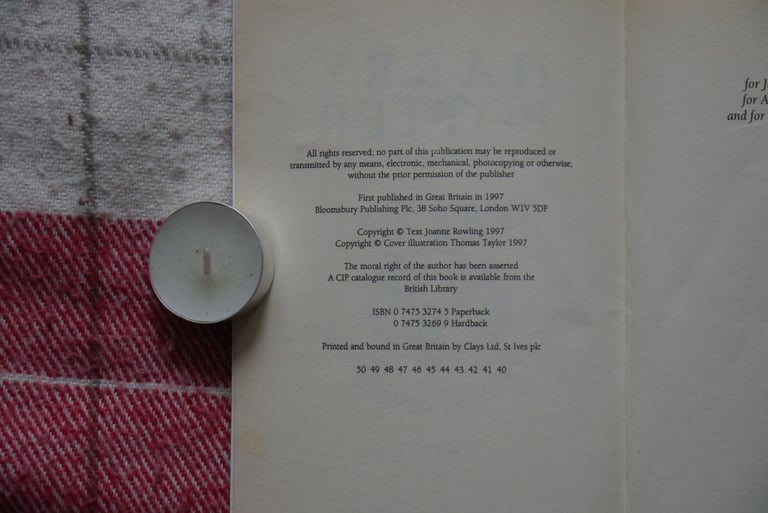 All rights reserved; no part of this publication may be reproduced or
transmitted by any means, electronic, mechanical, photocopying or otherwise,
without the prior permission of the publisher
First published in Great Britain in 1997
Bloomsbury Publishing Plc, 38 Soho Square, London W1V 5DF
Copyright © Text Joanne Rowling 1997
Copyright © Cover illustration Thomas Taylor 1997
The moral right of the author has been asserted
A CIP catalogue record of this book is available from the
British Library
ISBN 0 7475 3274 5 Paperback
0 7475 3269 9 Hardback
Printed and bound in Great Britain by Clays Ltd, St Ives plc
50 49 48 47 46 45 44 43 42 41 40
for J
for A
and for